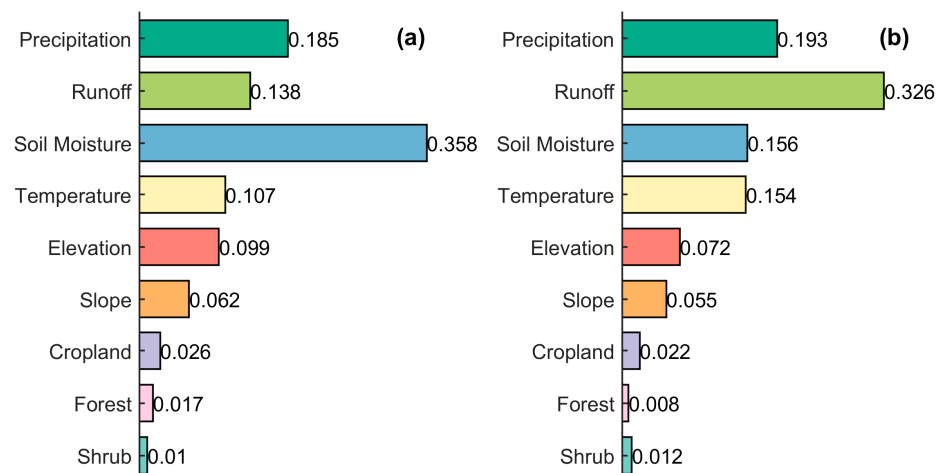 Precipitation 0.185 (a)
Runoff 0.138
Soil Moisture 0.358
Temperature 0.107
Elevation 0.099
Slope 0.062
Cropland 0.026
Forest 0.017
Shrub 0.01
Precipitation 0.193 (b)
Runoff 0.326
Soil Moisture 0.156
Temperature 0.154
Elevation 0.072
Slope 0.055
Cropland 0.022
Forest 0.008
Shrub 0.012